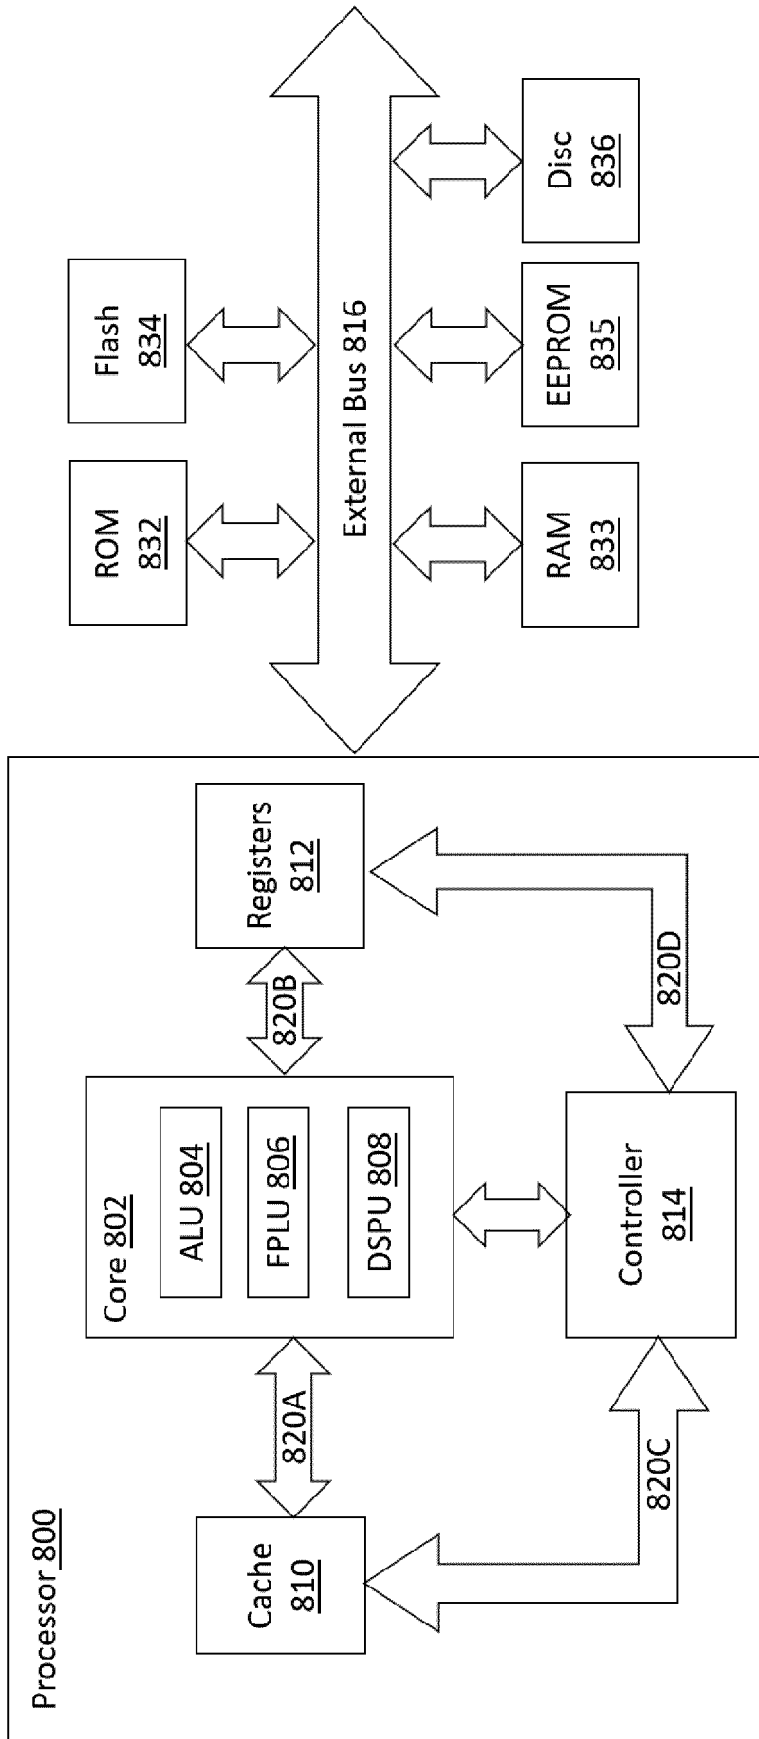 Processor 800
Cache
810
820A
Core 802
ALU 804
FPLU 806
DSPU 808
820B
Registers
812
820C
Controller
814
820D
External Bus 816
ROM
832
Flash
834
RAM
833
EEPROM
835
Disc
836